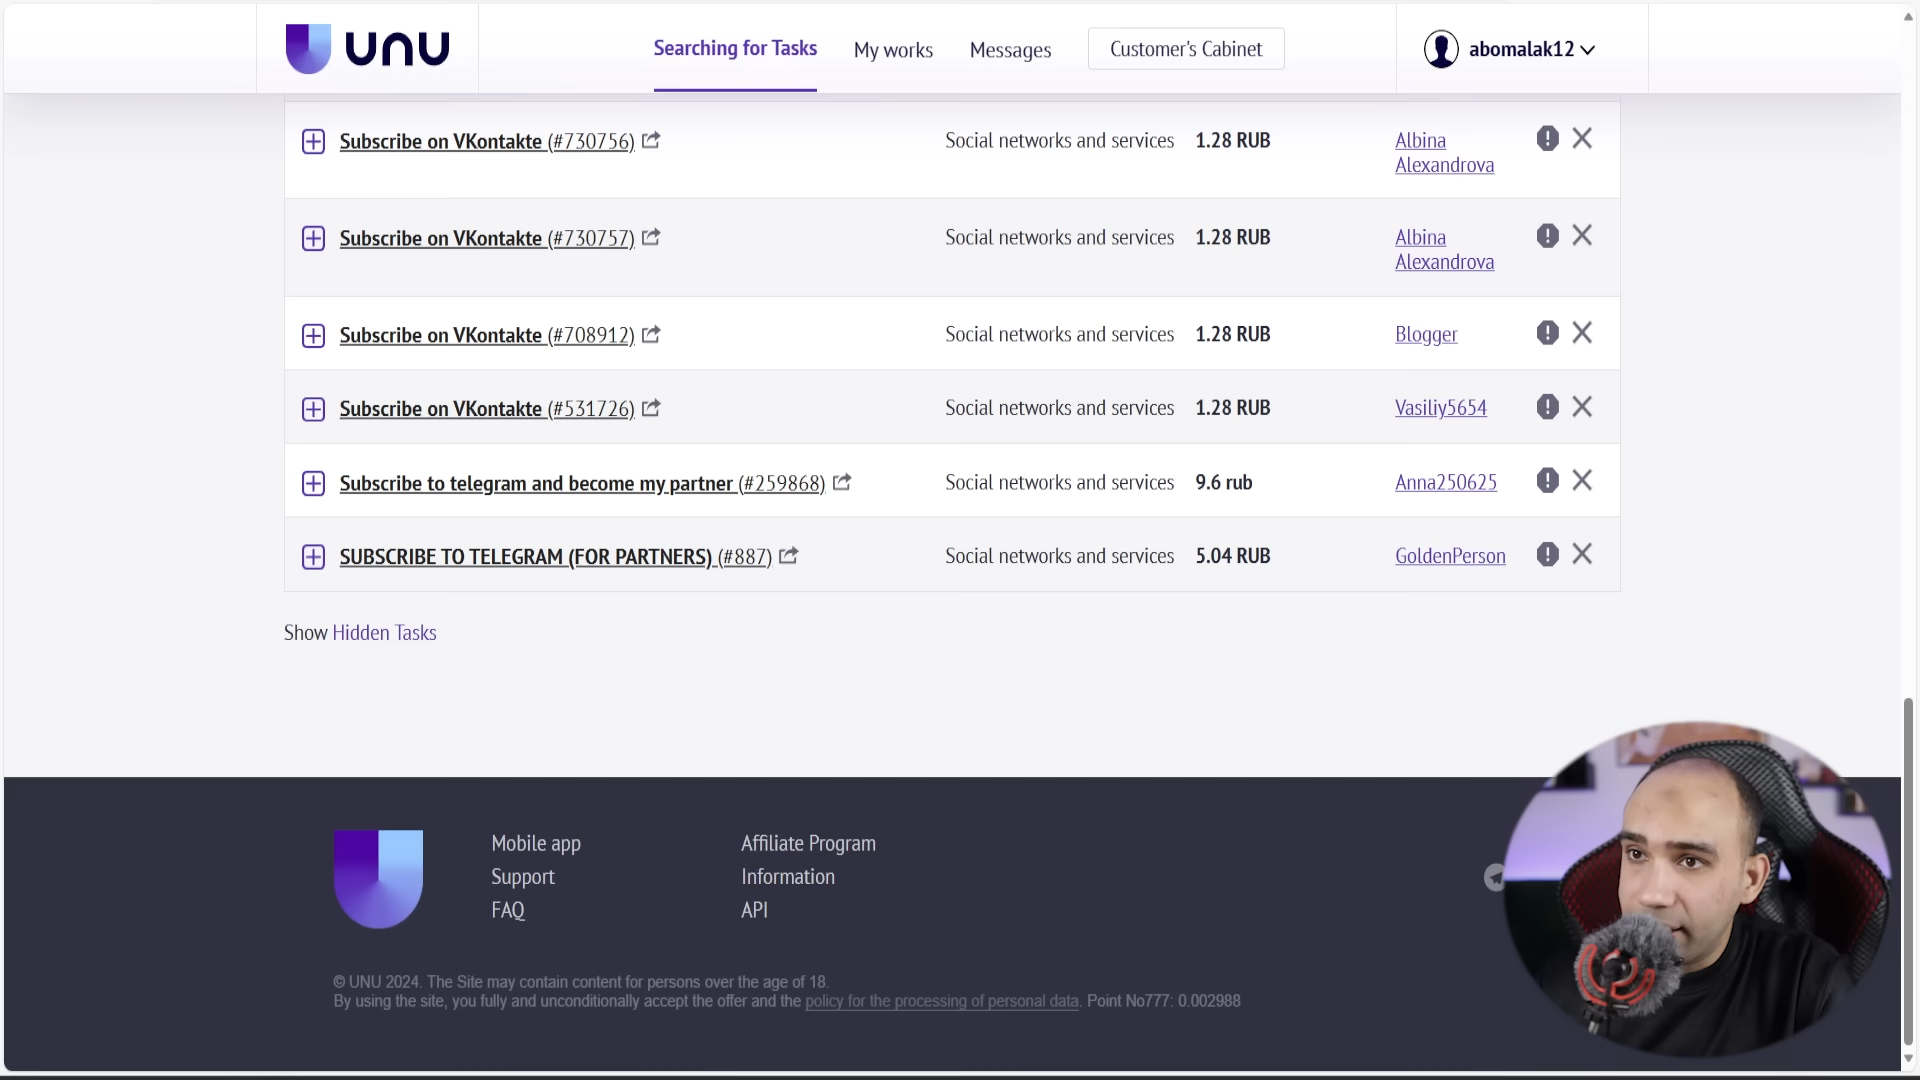 unu
Searching for Tasks
My works
Messages
Customer's Cabinet
abomalak12
Subscribe on VKontakte (#730756)
Social networks and services
1.28 RUB
Albina
Alexandrova
Subscribe on VKontakte (#730757)
Social networks and services
1.28 RUB
Albina
Alexandrova
Subscribe on VKontakte (#708912)
Social networks and services
1.28 RUB
Blogger
Subscribe on VKontakte (#531726)
Social networks and services
1.28 RUB
Vasiliy5654
Subscribe to telegram and become my partner (#259868)
Social networks and services
9.6 rub
Anna250625
SUBSCRIBE TO TELEGRAM (FOR PARTNERS) (#887)
Social networks and services
5.04 RUB
GoldenPerson
Show Hidden Tasks
Mobile app
Affiliate Program
Support
Information
FAQ
API
© UNU 2024. The Site may contain content for persons over the age of 18.
By using the site, you fully and unconditionally accept the offer and the policy for the processing of personal data. Point No777: 0.002988